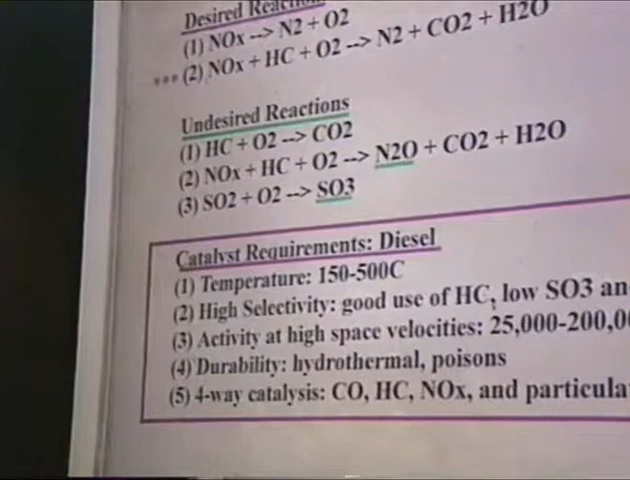 Desired Reaction
(1) NOx --> N2 + O2
*** (2) NOx + HC + O2 --> N2 + CO2 + H2O
Undesired Reactions
(1) HC + O2 --> CO2
(2) NOx + HC + O2 --> N2O + CO2 + H2O
(3) SO2 + O2 --> SO3
Catalyst Requirements: Diesel
(1) Temperature: 150-500C
(2) High Selectivity: good use of HC, low SO3 an
(3) Activity at high space velocities: 25,000-200,00
(4) Durability: hydrothermal, poisons
(5) 4-way catalysis: CO, HC, NOx, and particula